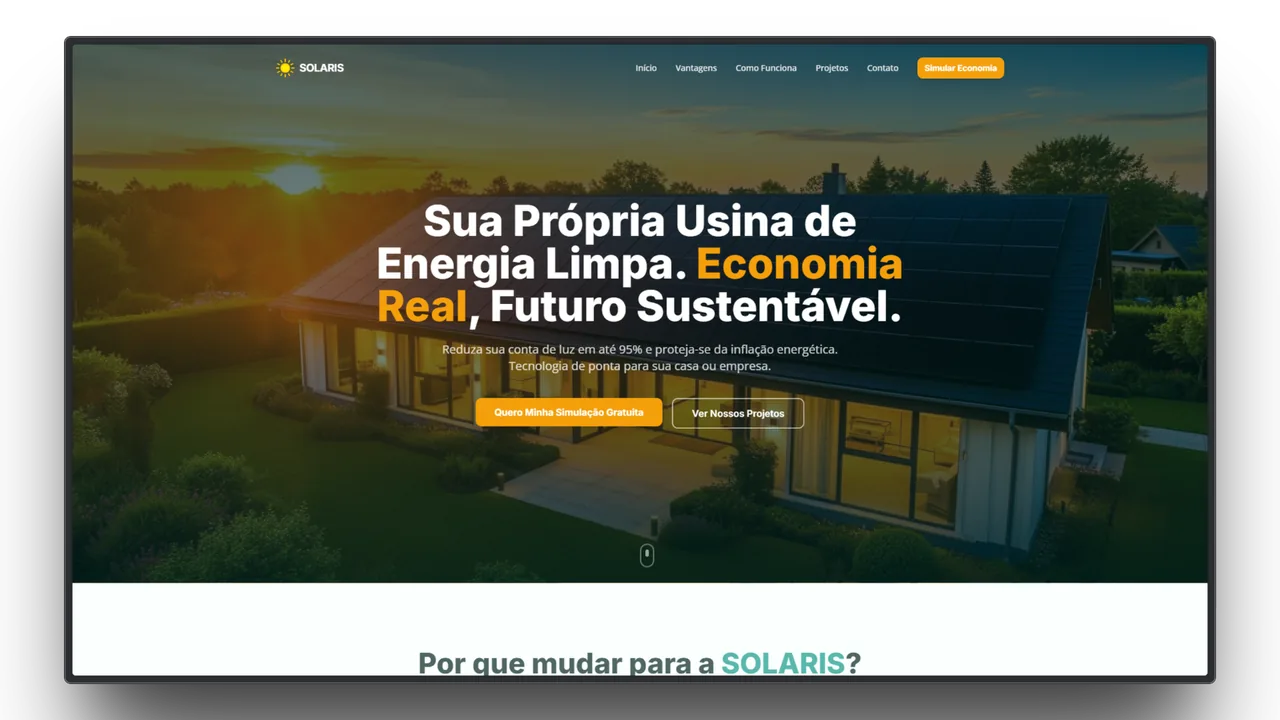 SOLARIS
Início
Vantagens
Como Funciona
Projetos
Contato
Simular Economia
Sua Própria Usina de
Energia Limpa. Economia
Real, Futuro Sustentável.
Reduza sua conta de luz em até 95% e proteja-se da inflação energética.
Tecnologia de ponta para sua casa ou empresa.
Quero Minha Simulação Gratuita
Ver Nossos Projetos
Por que mudar para a SOLARIS?